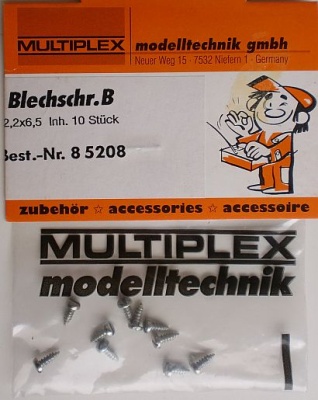 MULTIPLEX modelltechnik gmbh
Neuer Weg 15 · 7532 Niefern 1 · Germany
Blechschr.B
2,2x6,5 Inh. 10 Stück
Best.-Nr. 8 5208
zubehör ☆ accessories ☆ accessoire
MULTIPLEX
modelltechnik